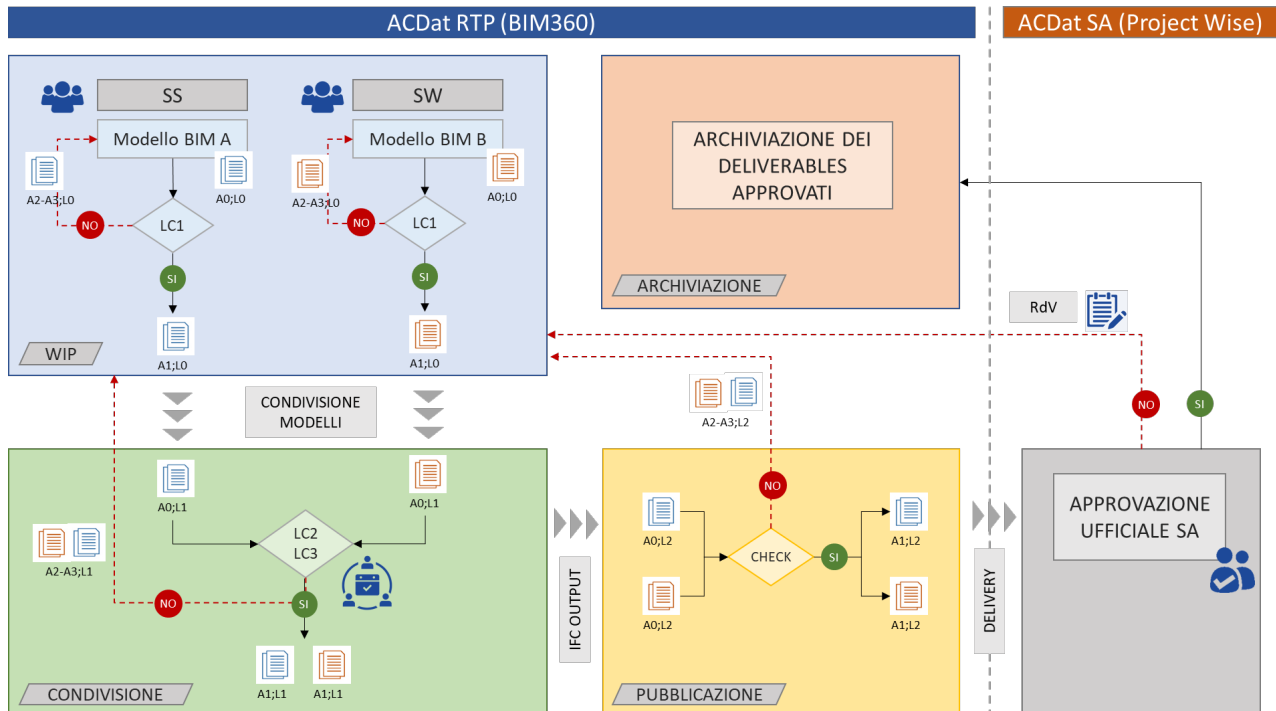 ACDat RTP (BIM360)
ACDat SA (Project Wise)
SS
SW
Modello BIM A
Modello BIM B
A2-A3;L0
A0;L0
A2-A3;L0
A0;L0
NO
LC1
NO
LC1
SI
SI
A1;L0
A1;L0
WIP
ARCHIVIAZIONE DEI
DELIVERABLES
APPROVATI
ARCHIVIAZIONE
RdV
CONDIVISIONE
MODELLI
A2-A3;L2
NO
SI
A0;L1
A0;L1
LC2
LC3
A2-A3;L1
NO
SI
A1;L1
A1;L1
CONDIVISIONE
IFC OUTPUT
NO
A0;L2
A1;L2
CHECK
SI
A0;L2
A1;L2
PUBBLICAZIONE
DELIVERY
APPROVAZIONE
UFFICIALE SA